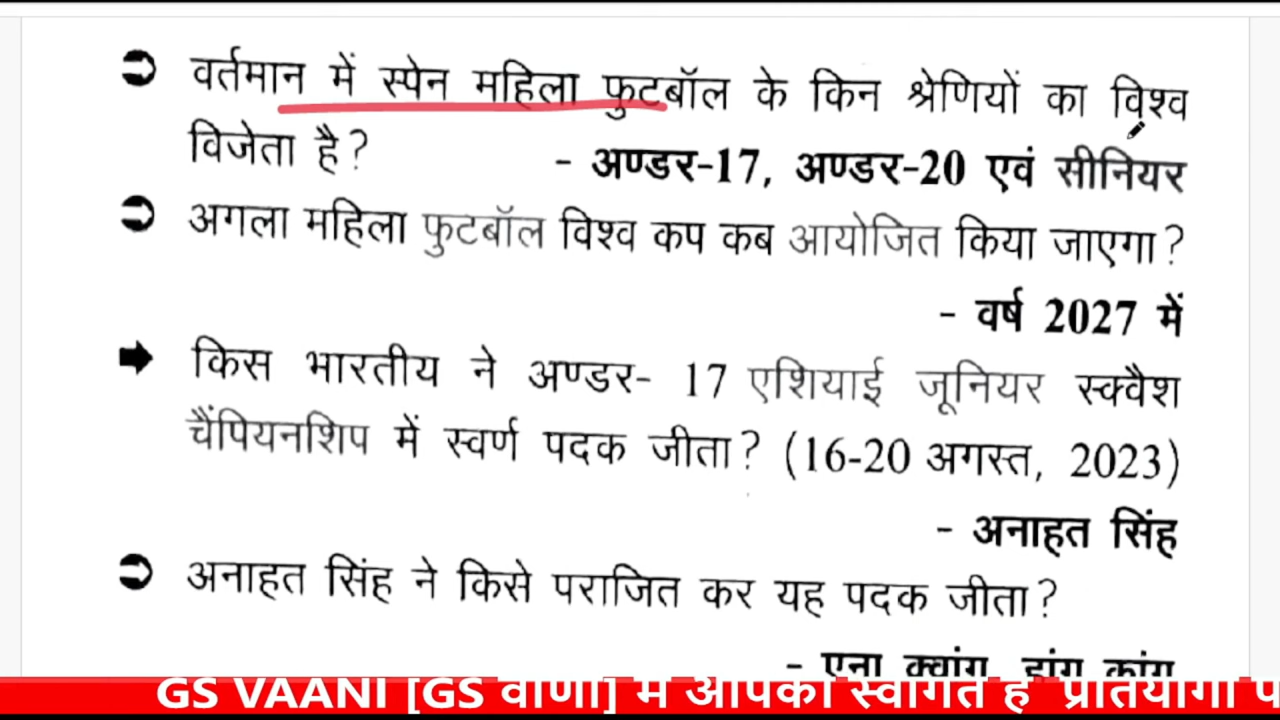 ➲ वर्तमान में स्पेन महिला फुटबॉल के किन श्रेणियों का विश्व
विजेता है? - अण्डर-17, अण्डर-20 एवं सीनियर
➲ अगला महिला फुटबॉल विश्व कप कब आयोजित किया जाएगा?
- वर्ष 2027 में
➡ किस भारतीय ने अण्डर- 17 एशियाई जूनियर स्क्वैश
चैंपियनशिप में स्वर्ण पदक जीता? (16-20 अगस्त, 2023)
- अनाहत सिंह
➲ अनाहत सिंह ने किसे पराजित कर यह पदक जीता?
- एना क्वांग, हांग कांग
GS VAANI [GS वाणी] में आपका स्वागत है